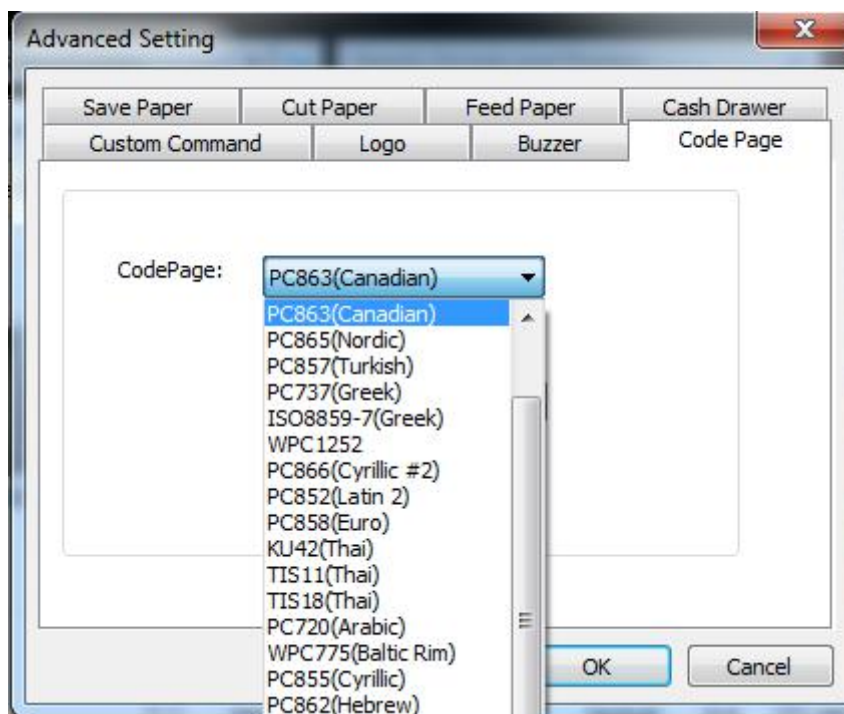 Advanced Setting
Save Paper Cut Paper Feed Paper Cash Drawer
Custom Command Logo Buzzer Code Page
CodePage: PC863(Canadian)
PC863(Canadian)
PC865(Nordic)
PC857(Turkish)
PC737(Greek)
ISO8859-7(Greek)
WPC1252
PC866(Cyrillic #2)
PC852(Latin 2)
PC858(Euro)
KU42(Thai)
TIS11(Thai)
TIS18(Thai)
PC720(Arabic)
WPC775(Baltic Rim)
PC855(Cyrillic)
PC862(Hebrew)
OK Cancel